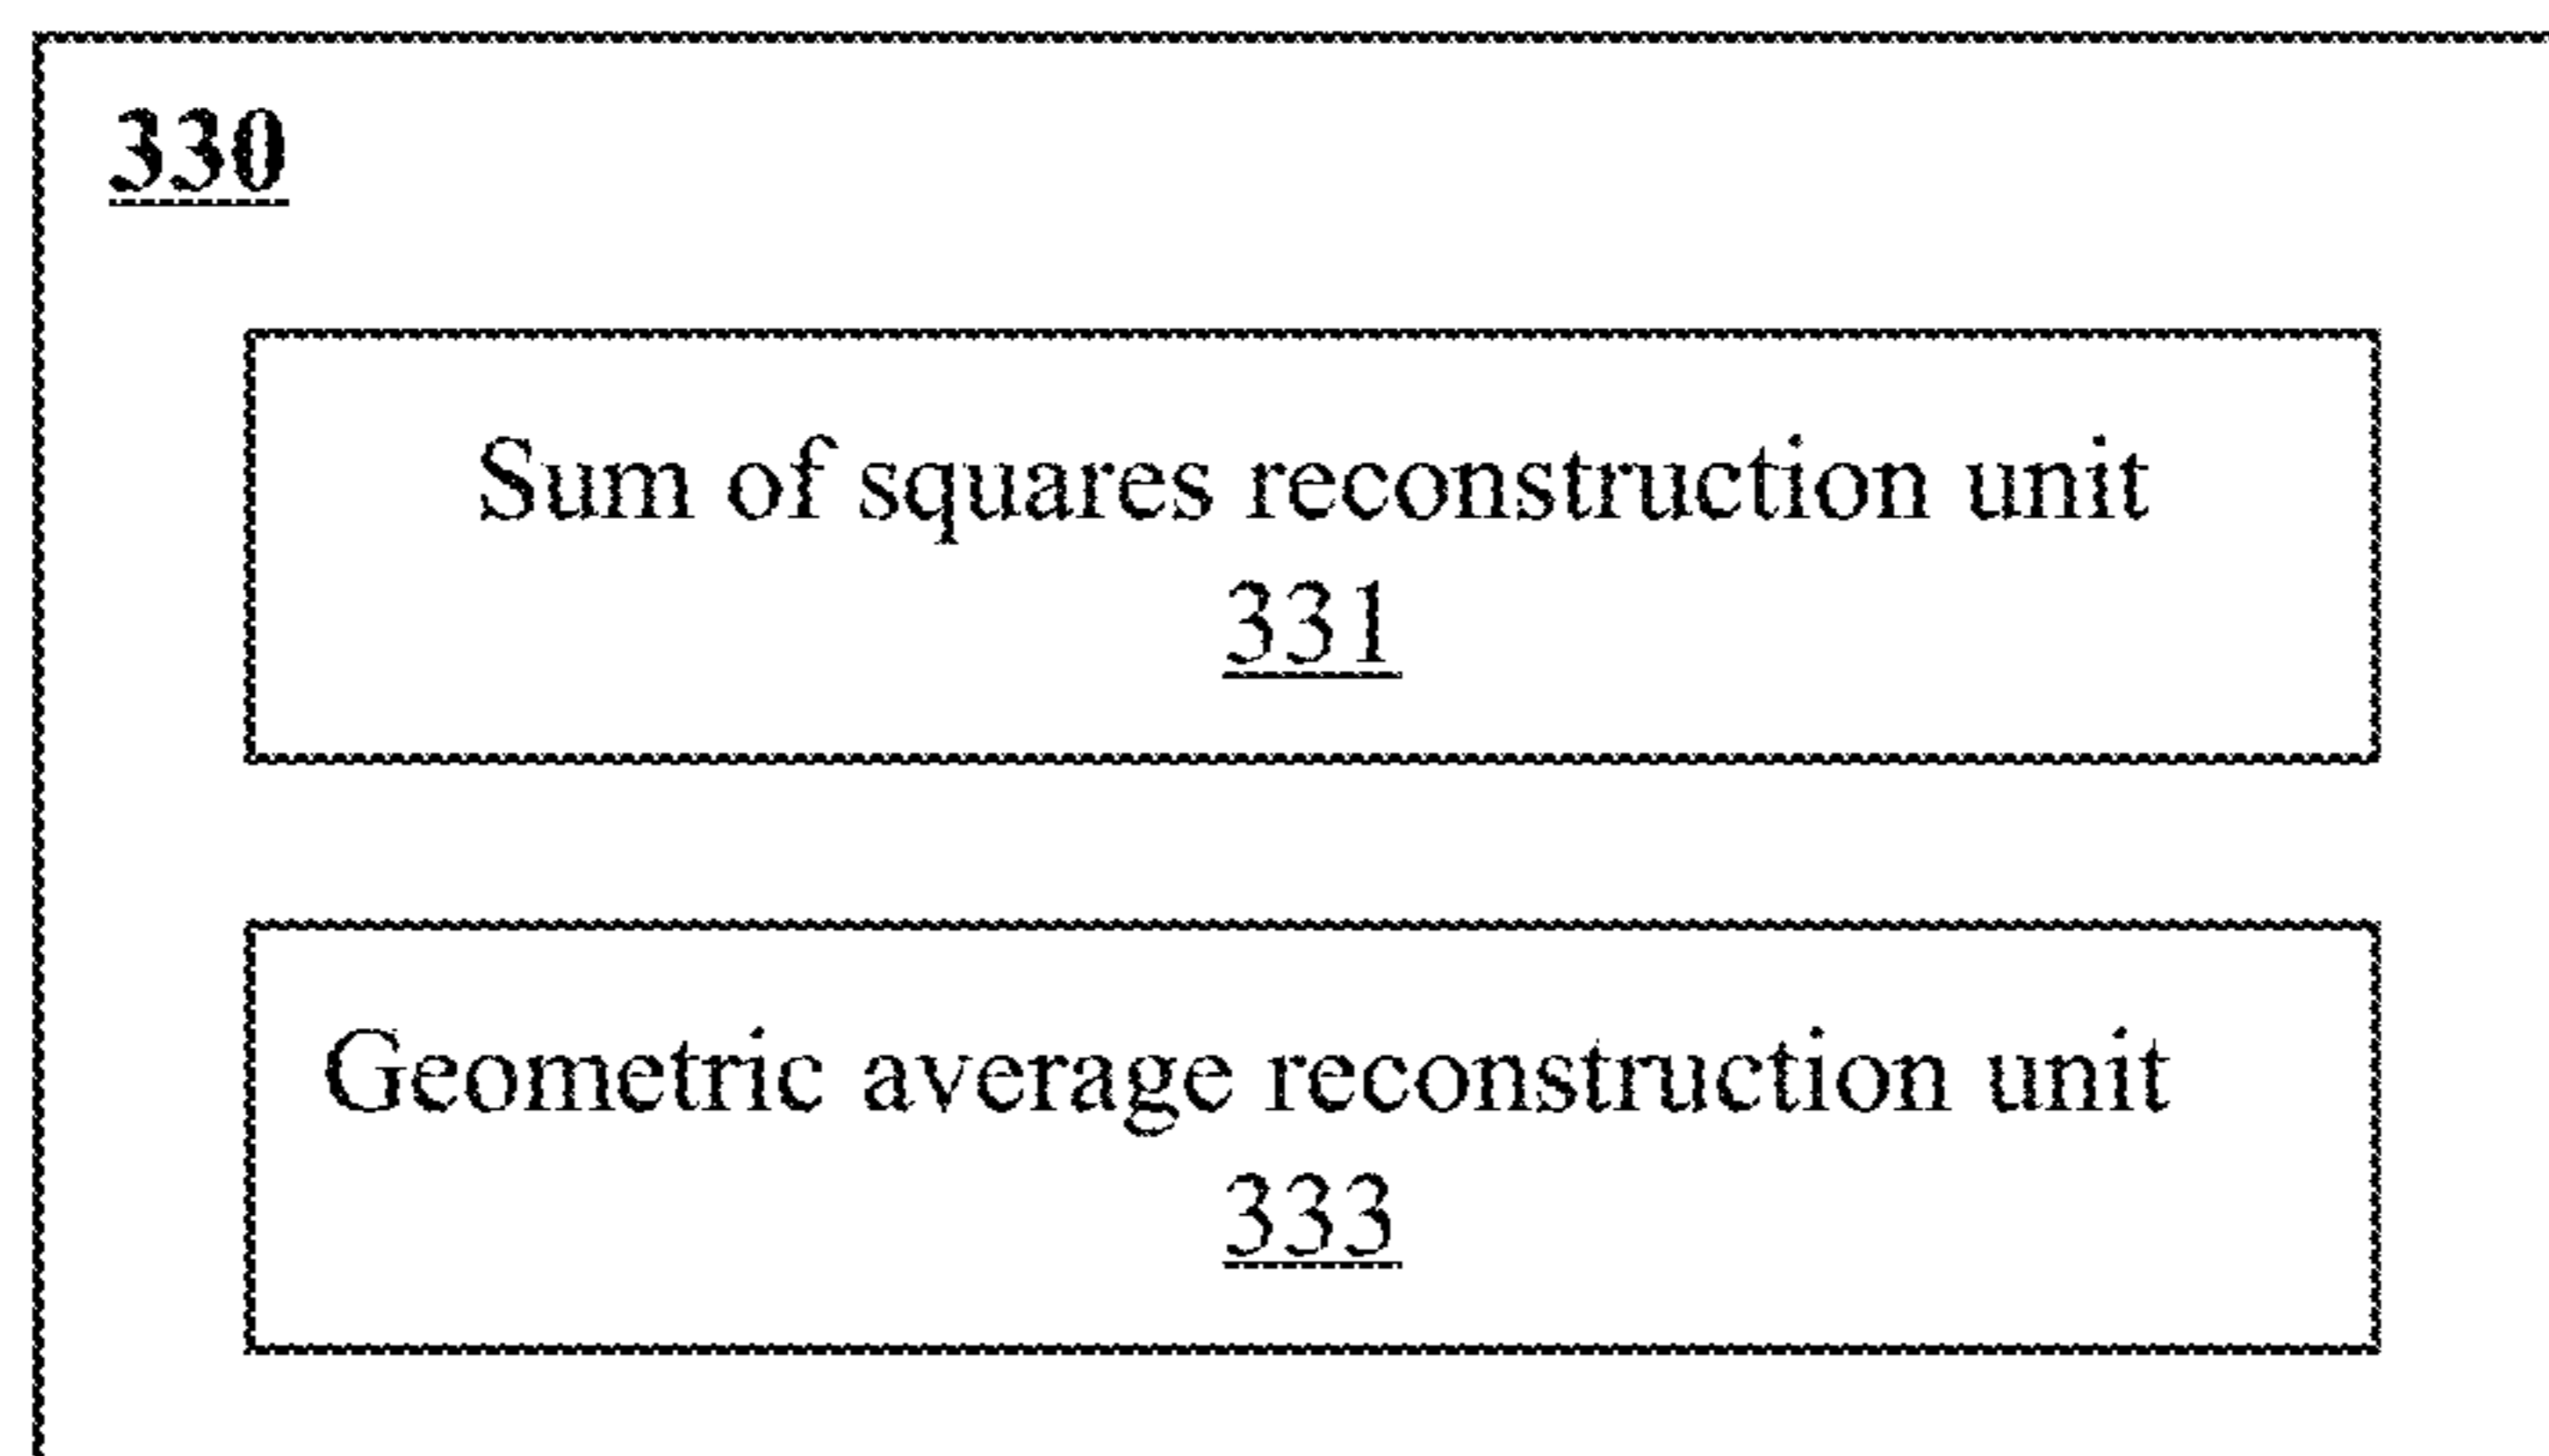 330
Sum of squares reconstruction unit
331
Geometric average reconstruction unit
333